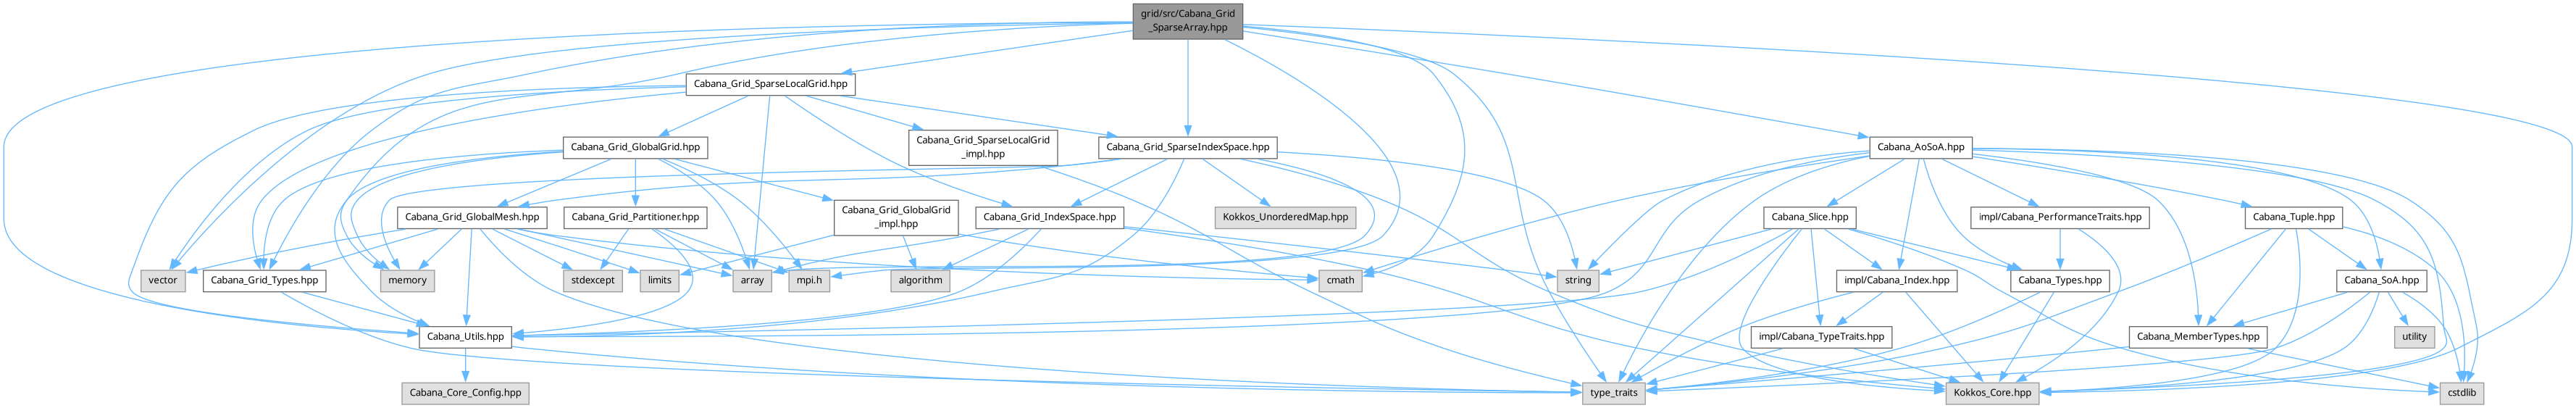 grid/src/Cabana_Grid
_SparseArray.hpp
Cabana_Grid_SparseLocalGrid.hpp
Cabana_Grid_GlobalGrid.hpp
Cabana_Grid_SparseLocalGrid
_impl.hpp
Cabana_Grid_SparseIndexSpace.hpp
Cabana_AoSoA.hpp
Cabana_Grid_GlobalMesh.hpp
Cabana_Grid_Partitioner.hpp
Cabana_Grid_GlobalGrid
_impl.hpp
Cabana_Grid_IndexSpace.hpp
Kokkos_UnorderedMap.hpp
Cabana_Slice.hpp
impl/Cabana_PerformanceTraits.hpp
Cabana_Tuple.hpp
vector
Cabana_Grid_Types.hpp
memory
stdexcept
limits
array
mpi.h
algorithm
cmath
string
impl/Cabana_Index.hpp
Cabana_Types.hpp
Cabana_SoA.hpp
Cabana_Utils.hpp
impl/Cabana_TypeTraits.hpp
Cabana_MemberTypes.hpp
utility
Cabana_Core_Config.hpp
type_traits
Kokkos_Core.hpp
cstdlib